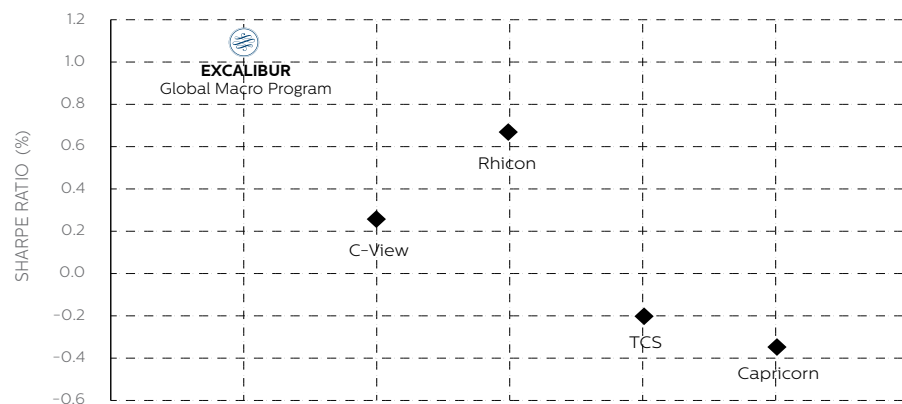 1.2
1.0
EXCALIBUR
Global Macro Program
0.8
0.6
Rhicon
0.4
0.2
C-View
0.0
-0.2
TCS
-0.4
Capricorn
-0.6
SHARPE RATIO (%)